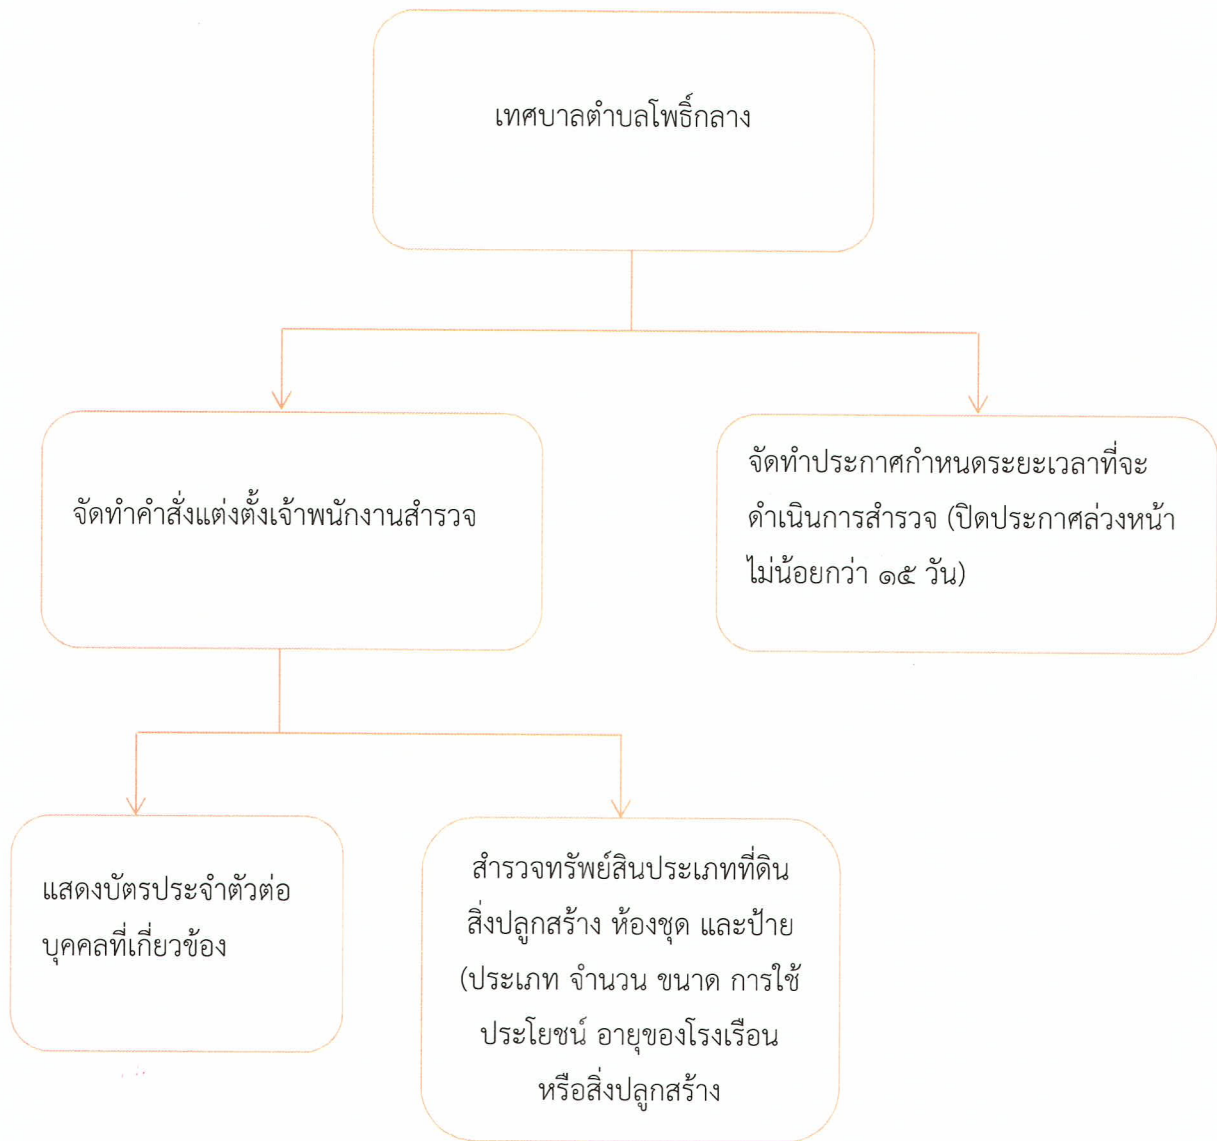 เทศบาลตำบลโพธิ์กลาง
จัดทำคำสั่งแต่งตั้งเจ้าพนักงานสำรวจ
จัดทำประกาศกำหนดระยะเวลาที่จะ
ดำเนินการสำรวจ (ปิดประกาศล่วงหน้า
ไม่น้อยกว่า ๑๕ วัน)
แสดงบัตรประจำตัวต่อ
บุคคลที่เกี่ยวข้อง
สำรวจทรัพย์สินประเภทที่ดิน
สิ่งปลูกสร้าง ห้องชุด และป้าย
(ประเภท จำนวน ขนาด การใช้
ประโยชน์ อายุของโรงเรือน
หรือสิ่งปลูกสร้าง